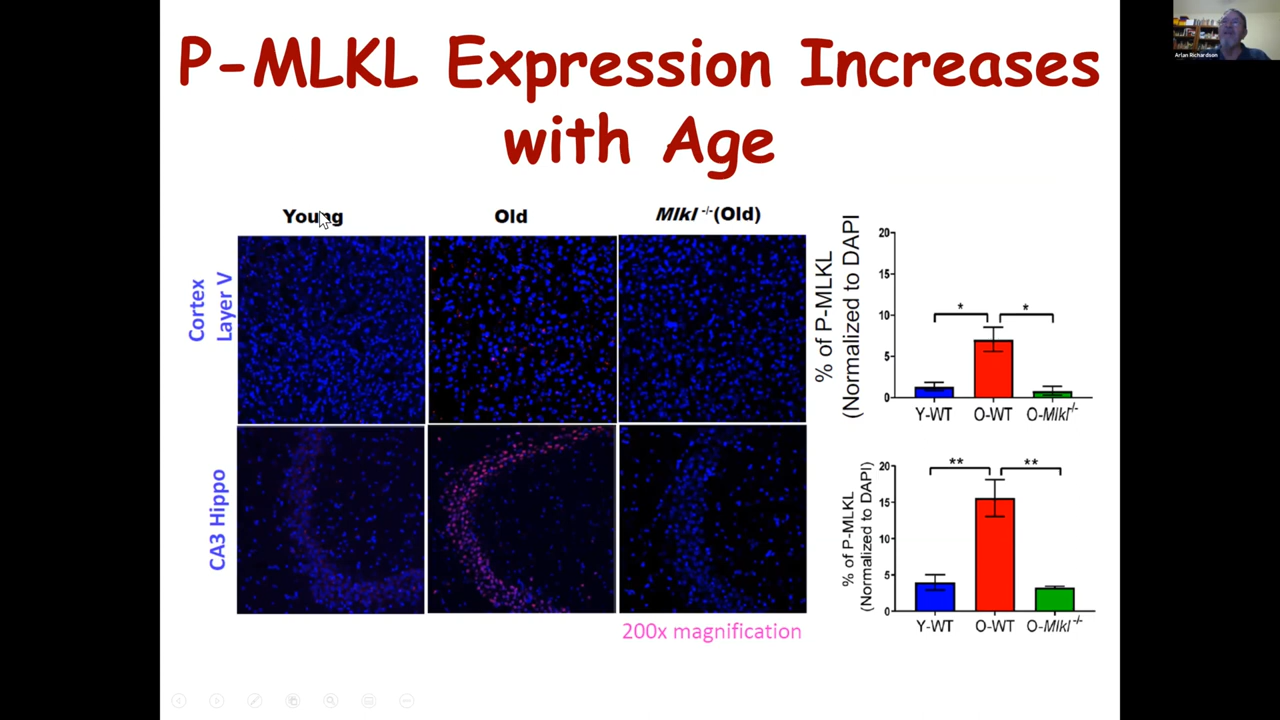 P-MLKL Expression Increases
with Age
Arlan Richardson
Young
Old
Mlkl -/-(Old)
Cortex
Layer V
CA3 Hippo
200x magnification
% of P-MLKL
(Normalized to DAPI
20
15
10
5
0
*
*
Y-WT
O-WT
O-Mlkl-/-
% of P-MLKL
(Normalized to DAPI)
20
15
10
5
0
**
**
Y-WT
O-WT
O-Mlkl-/-